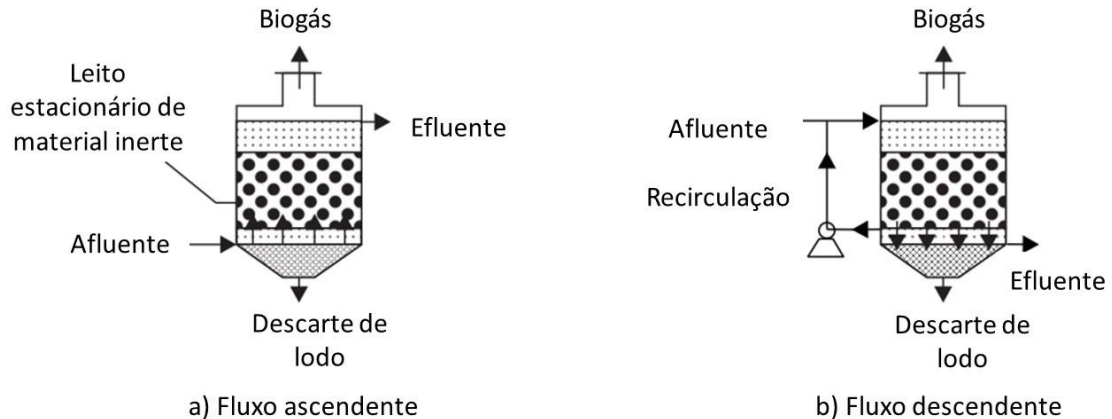 Biogás
Leito
estacionário de
material inerte
Efluente
Afluente
Descarte de
lodo
a) Fluxo ascendente
Biogás
Afluente
Recirculação
Efluente
Descarte de
lodo
b) Fluxo descendente